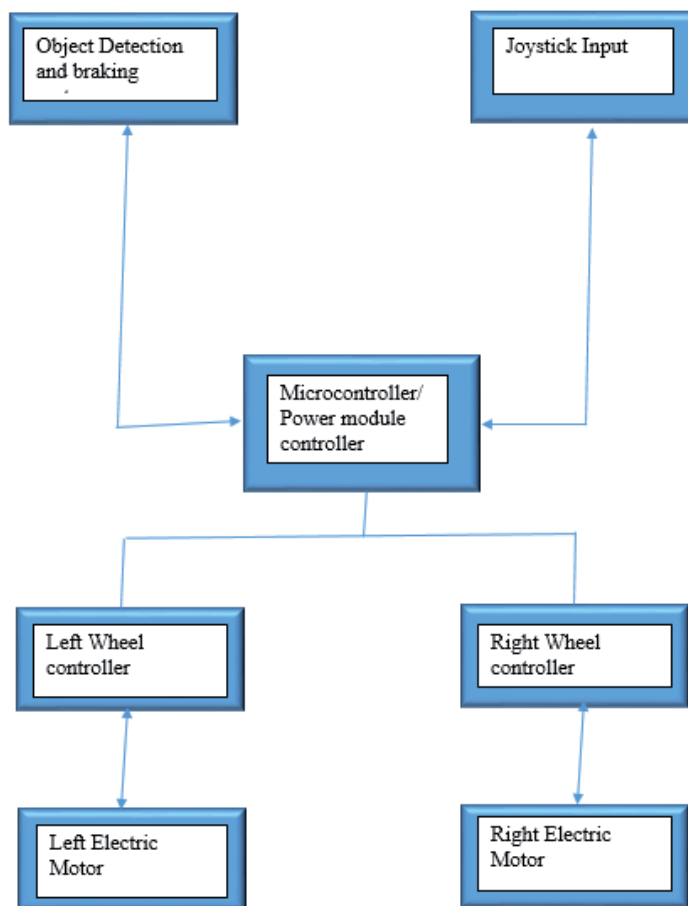 Object Detection
and braking
Joystick Input
Microcontroller/
Power module
controller
Left Wheel
controller
Right Wheel
controller
Left Electric
Motor
Right Electric
Motor